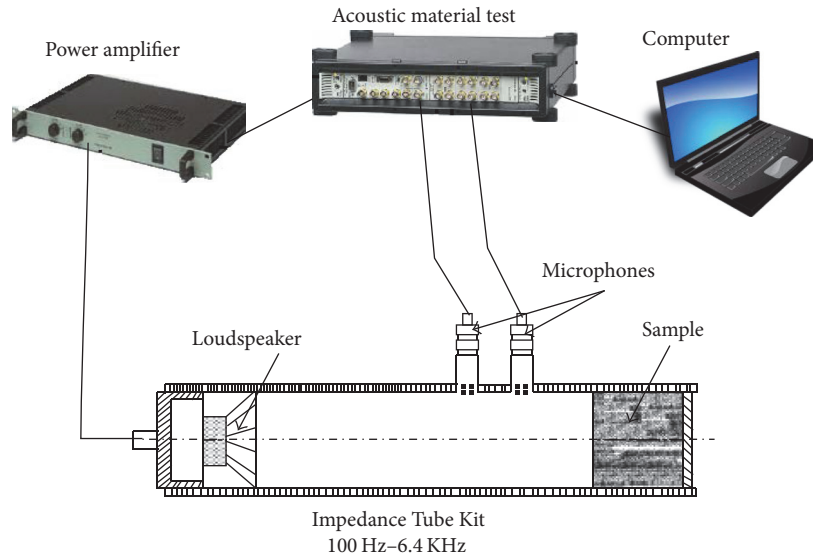 Acoustic material test
Power amplifier
Computer
Microphones
Loudspeaker
Sample
Impedance Tube Kit
100 Hz–6.4 KHz